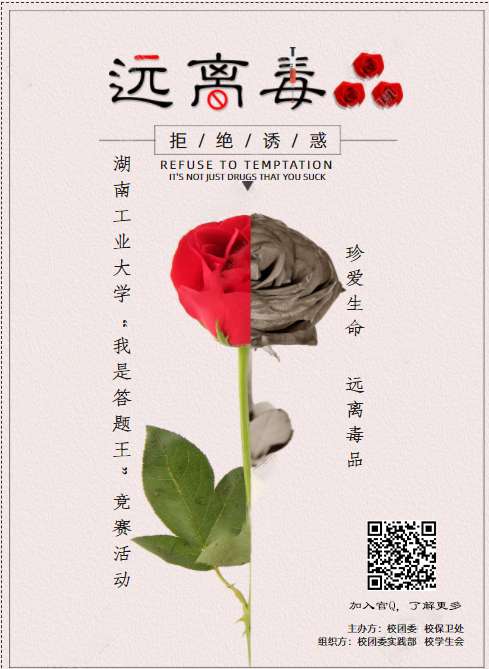 远离毒品
拒/绝/诱/惑
REFUSE TO TEMPTATION
IT'S NOT JUST DRUGS THAT YOU SUCK
湖南工业大学“我是答题王”竞赛活动
珍爱生命 远离毒品
加入官Q，了解更多
主办方：校团委 校保卫处
组织方：校团委实践部 校学生会